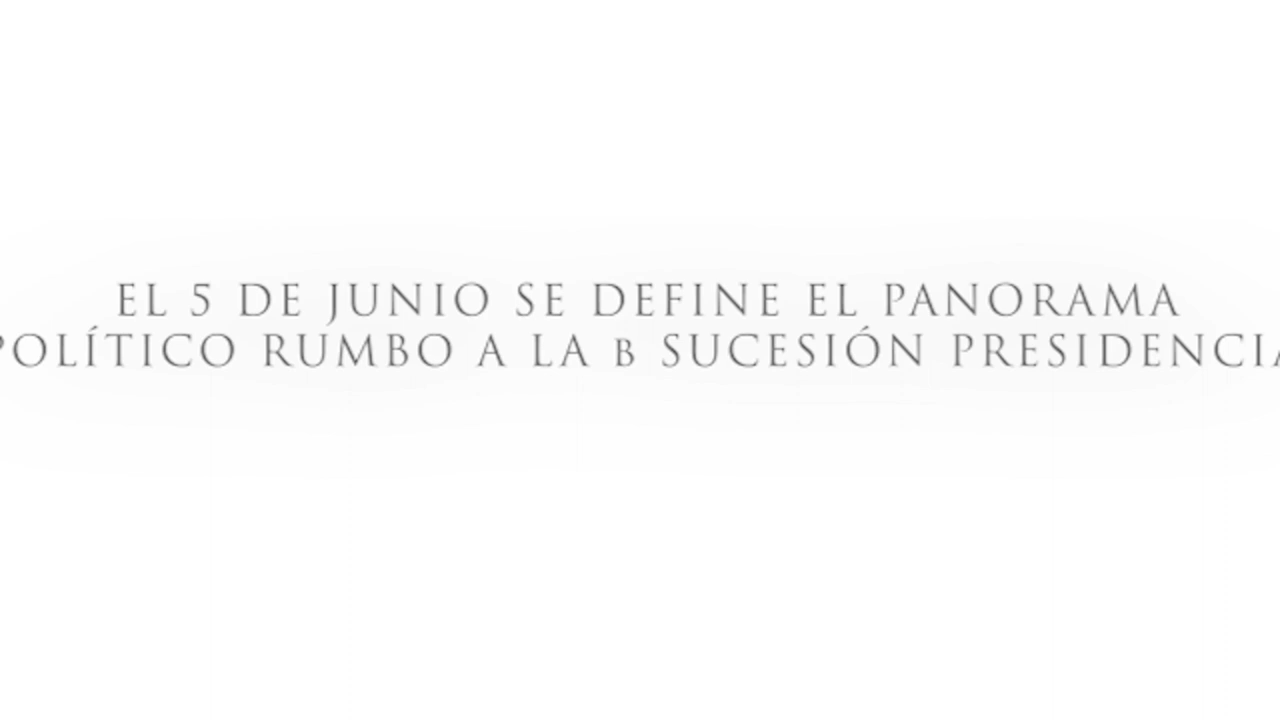 EL 5 DE JUNIO SE DEFINE EL PANORAMA
POLÍTICO RUMBO A LA B SUCESIÓN PRESIDENCIA